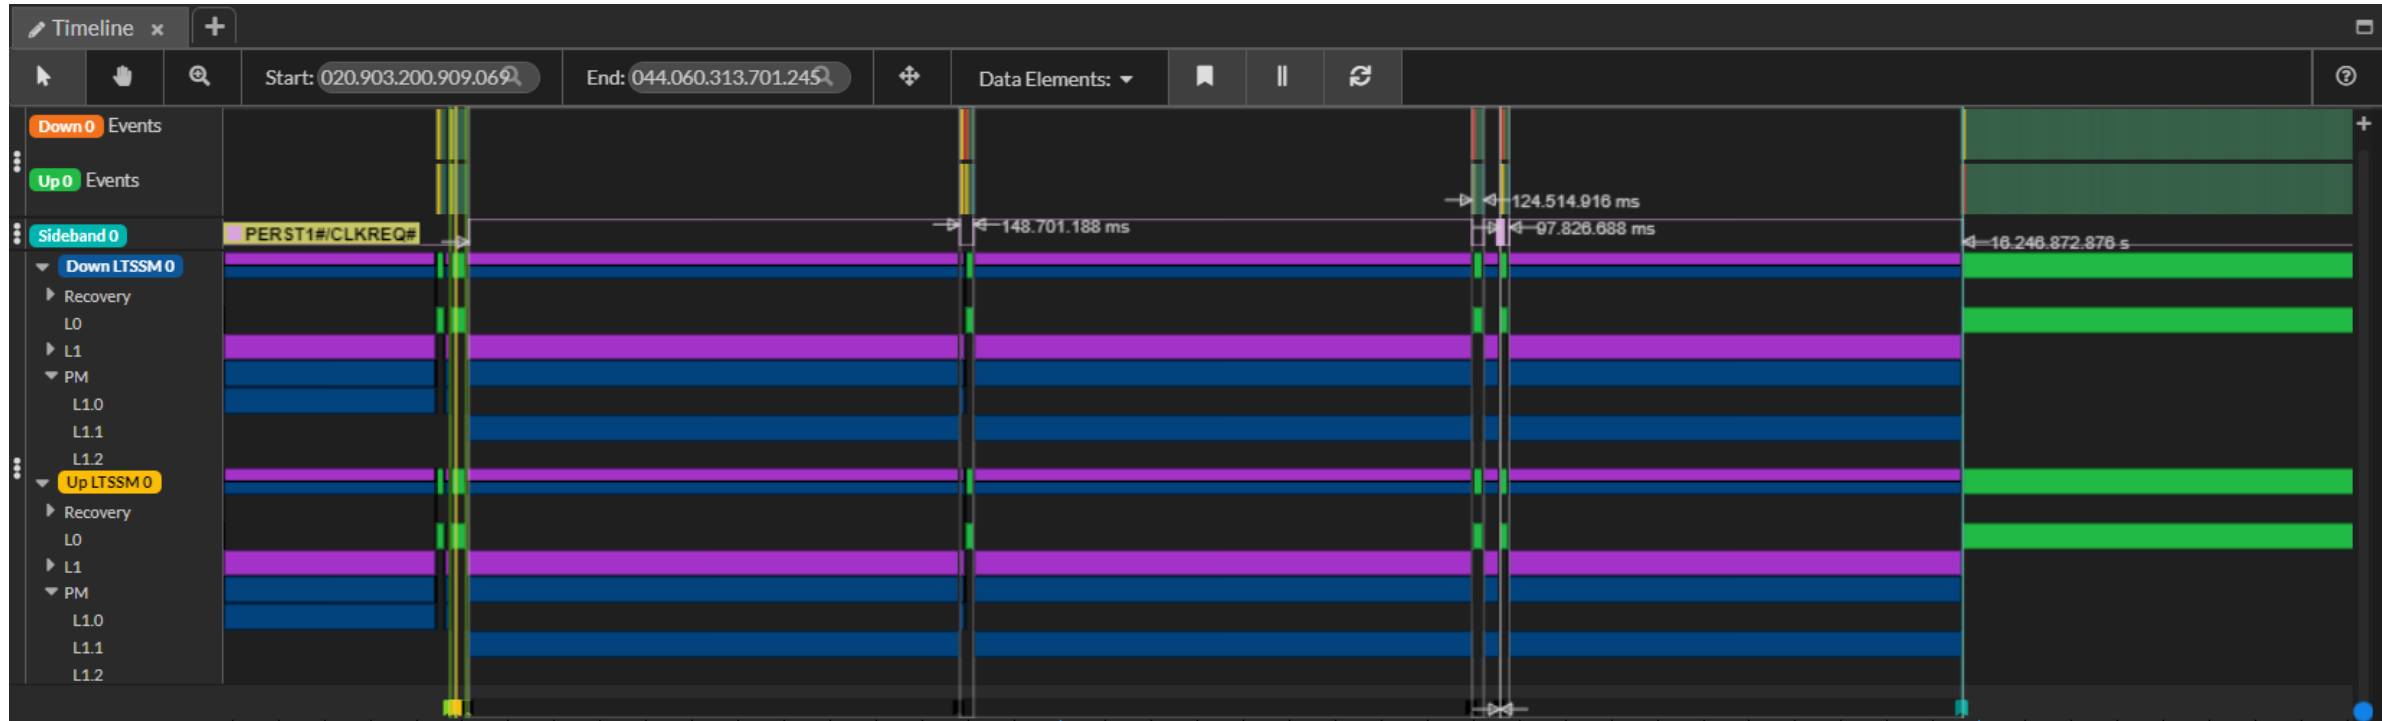 Timeline
Start: 020.903.200.909.069
End: 044.060.313.701.245
Data Elements:
Down 0 Events
Up 0 Events
124.514.916 ms
Sideband 0
PERST1#/CLKREQ#
148.701.188 ms
97.826.688 ms
16.246.872.876 s
Down LTSSM 0
Recovery
L0
L1
PM
L1.0
L1.1
L1.2
Up LTSSM 0
Recovery
L0
L1
PM
L1.0
L1.1
L1.2